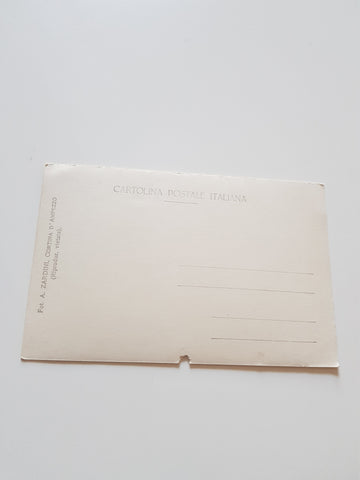 CARTOLINA POSTALE ITALIANA
Fot. A. ZARDINI, CORTINA D'AMPEZZO
(Riproduz. vietata).